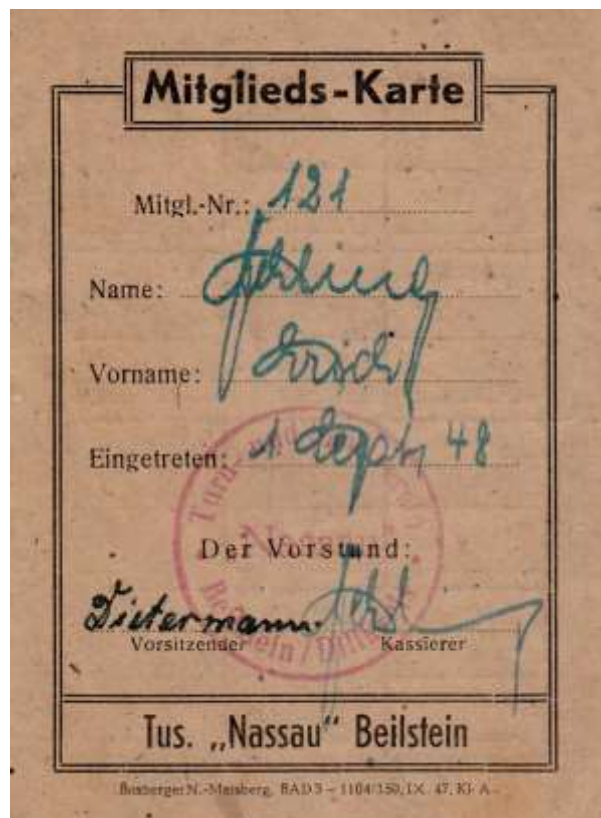 Mitglieds-Karte
Mitgl.-Nr.: 121
Name:
Vorname: Erich
Eingetreten: 1. Sept. 48
Der Vorstand:
Dietermann
Vorsitzender Kassierer
Tus. „Nassau“ Beilstein